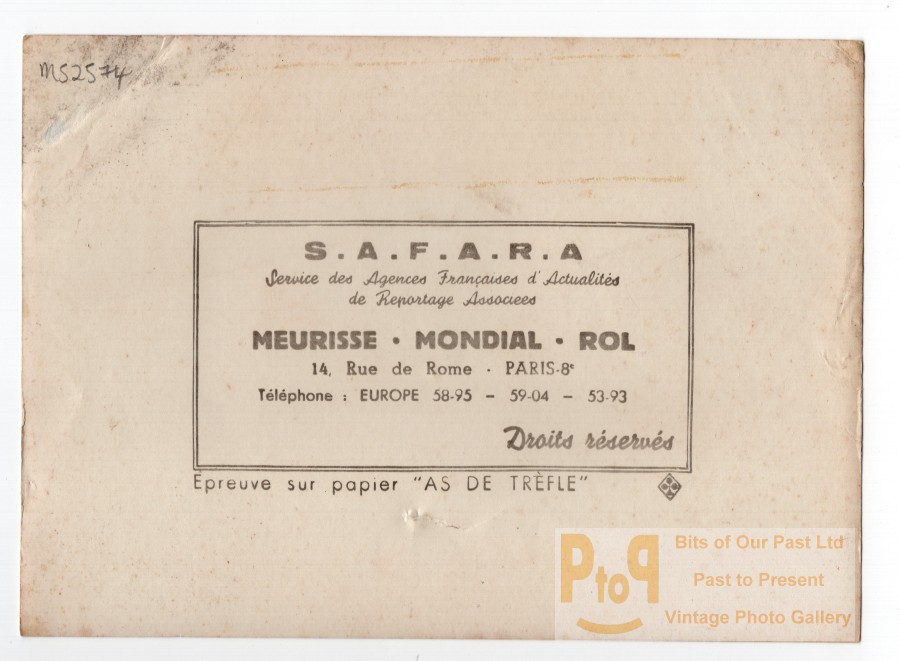 MS2574
S.A.F.A.R.A
Service des Agences Françaises d'Actualités
de Reportage Associees
MEURISSE · MONDIAL · ROL
14, Rue de Rome · PARIS-8e
Téléphone : EUROPE 58-95 – 59-04 – 53-93
Droits réservés
Epreuve sur papier "AS DE TRÈFLE"
PtoP
Bits of Our Past Ltd
Past to Present
Vintage Photo Gallery